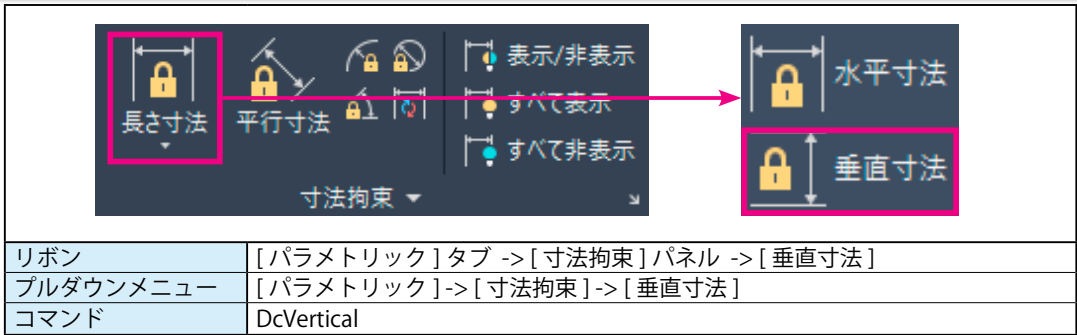 長さ寸法
平行寸法
表示/非表示
すべて表示
すべて非表示
寸法拘束
水平寸法
垂直寸法
リボン [ パラメトリック ] タブ -> [ 寸法拘束 ] パネル -> [ 垂直寸法 ]
プルダウンメニュー [ パラメトリック ] -> [ 寸法拘束 ] -> [ 垂直寸法 ]
コマンド DcVertical